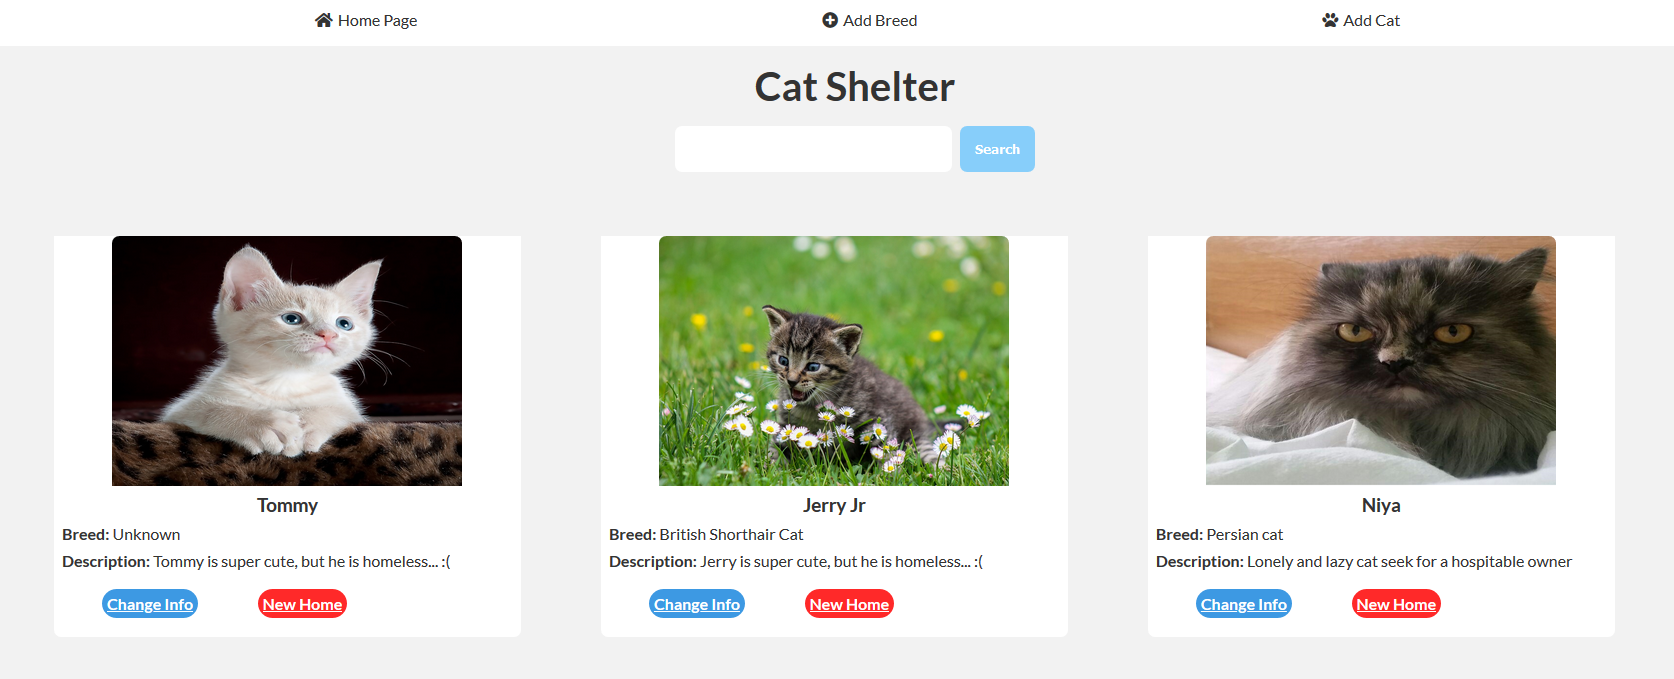 Home Page Add Breed Add Cat
Cat Shelter
Search
Tommy
Breed: Unknown
Description: Tommy is super cute, but he is homeless... :(
Change Info New Home
Jerry Jr
Breed: British Shorthair Cat
Description: Jerry is super cute, but he is homeless... :(
Change Info New Home
Niya
Breed: Persian cat
Description: Lonely and lazy cat seek for a hospitable owner
Change Info New Home